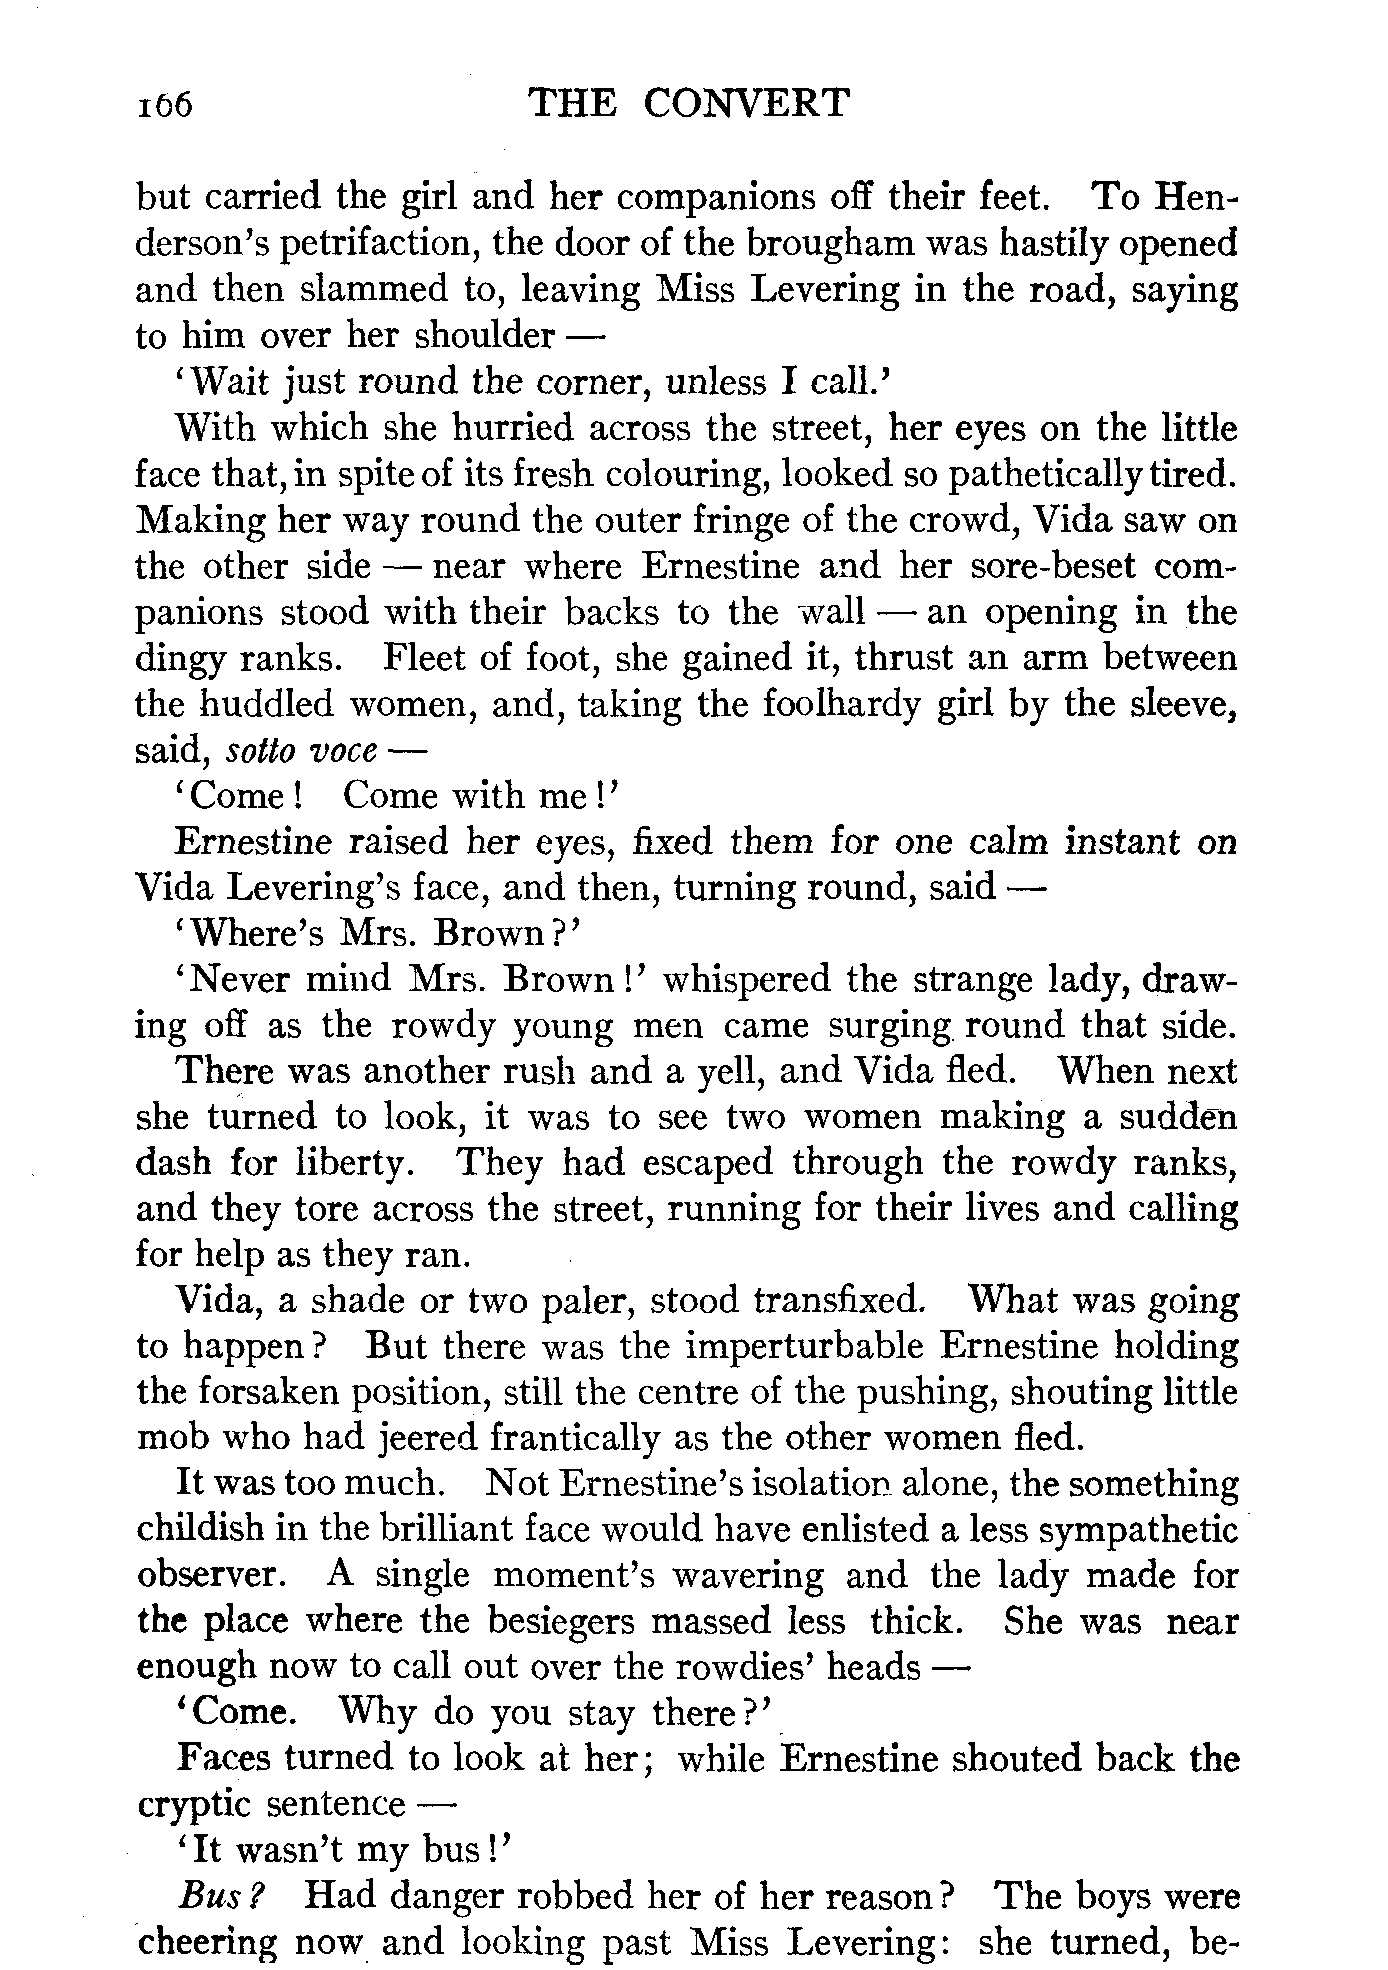 166 THE CONVERT
but carried the girl and her companions off their feet. To Hen-
derson's petrifaction, the door of the brougham was hastily opened
and then slammed to, leaving Miss Levering in the road, saying
to him over her shoulder —
'Wait just round the corner, unless I call.'
With which she hurried across the street, her eyes on the little
face that, in spite of its fresh colouring, looked so pathetically tired.
Making her way round the outer fringe of the crowd, Vida saw on
the other side — near where Ernestine and her sore-beset com-
panions stood with their backs to the wall — an opening in the
dingy ranks. Fleet of foot, she gained it, thrust an arm between
the huddled women, and, taking the foolhardy girl by the sleeve,
said, sotto voce —
'Come! Come with me!'
Ernestine raised her eyes, fixed them for one calm instant on
Vida Levering's face, and then, turning round, said —
'Where's Mrs. Brown?'
'Never mind Mrs. Brown!' whispered the strange lady, draw-
ing off as the rowdy young men came surging round that side.
There was another rush and a yell, and Vida fled. When next
she turned to look, it was to see two women making a sudden
dash for liberty. They had escaped through the rowdy ranks,
and they tore across the street, running for their lives and calling
for help as they ran.
Vida, a shade or two paler, stood transfixed. What was going
to happen? But there was the imperturbable Ernestine holding
the forsaken position, still the centre of the pushing, shouting little
mob who had jeered frantically as the other women fled.
It was too much. Not Ernestine's isolation alone, the something
childish in the brilliant face would have enlisted a less sympathetic
observer. A single moment's wavering and the lady made for
the place where the besiegers massed less thick. She was near
enough now to call out over the rowdies' heads —
'Come. Why do you stay there?'
Faces turned to look at her; while Ernestine shouted back the
cryptic sentence —
'It wasn't my bus!'
Bus? Had danger robbed her of her reason? The boys were
cheering now and looking past Miss Levering: she turned, be-